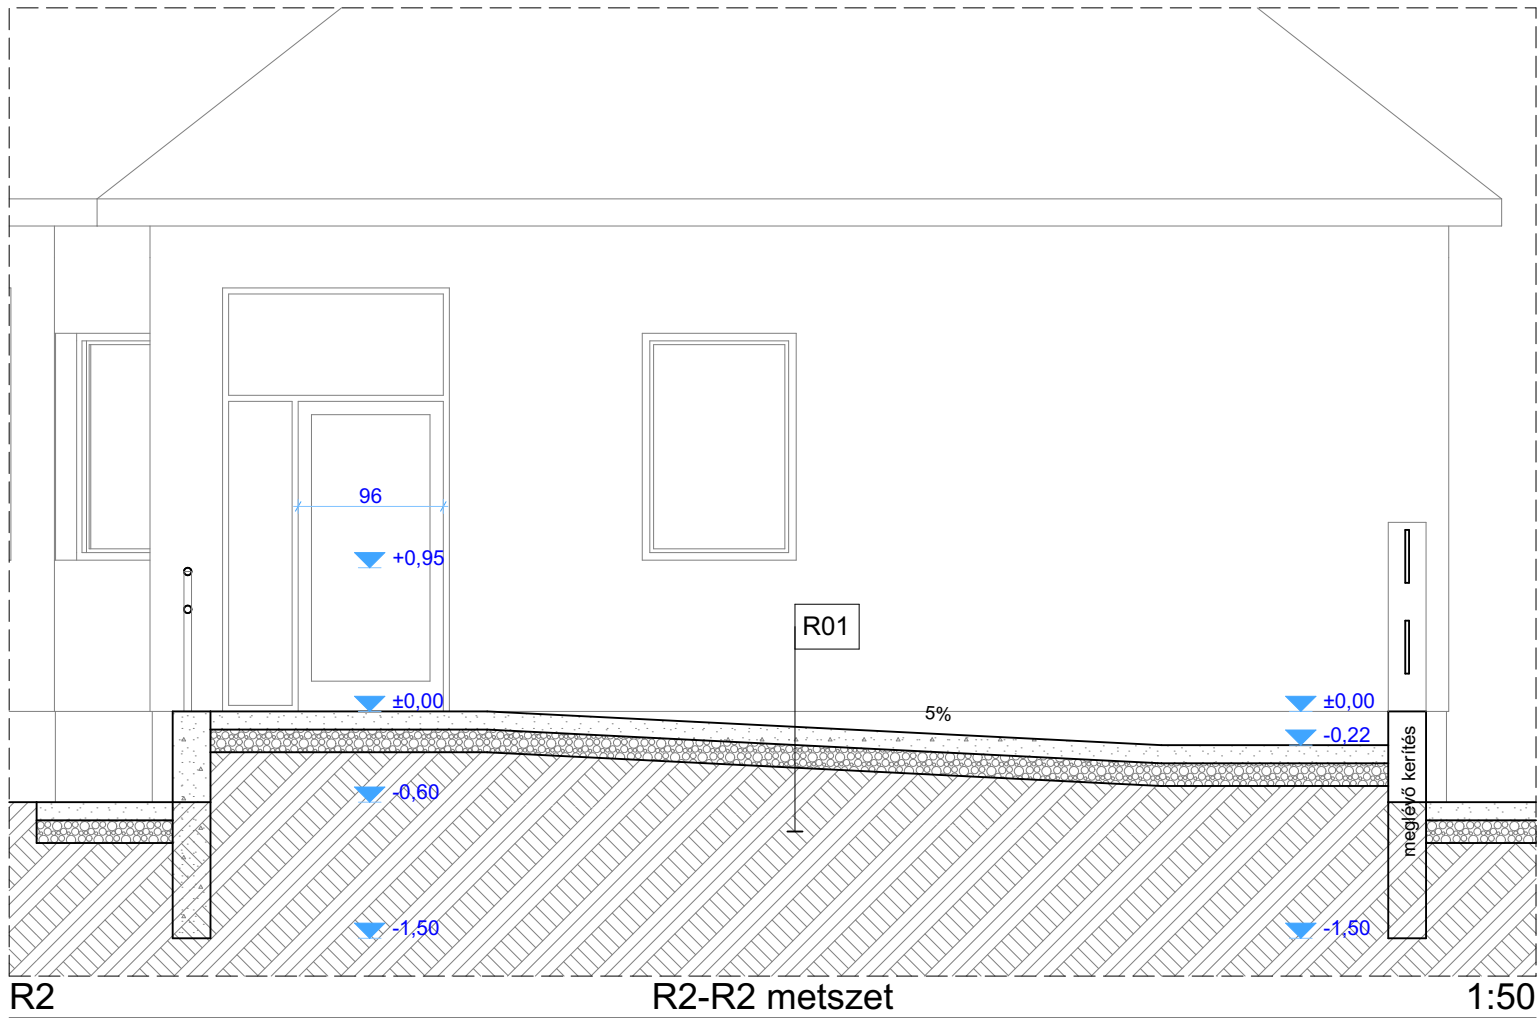 96
+0,95
R01
±0,00
±0,00
5%
-0,22
-0,60
meglévő kerítés
-1,50
-1,50
R2
R2-R2 metszet
1:50